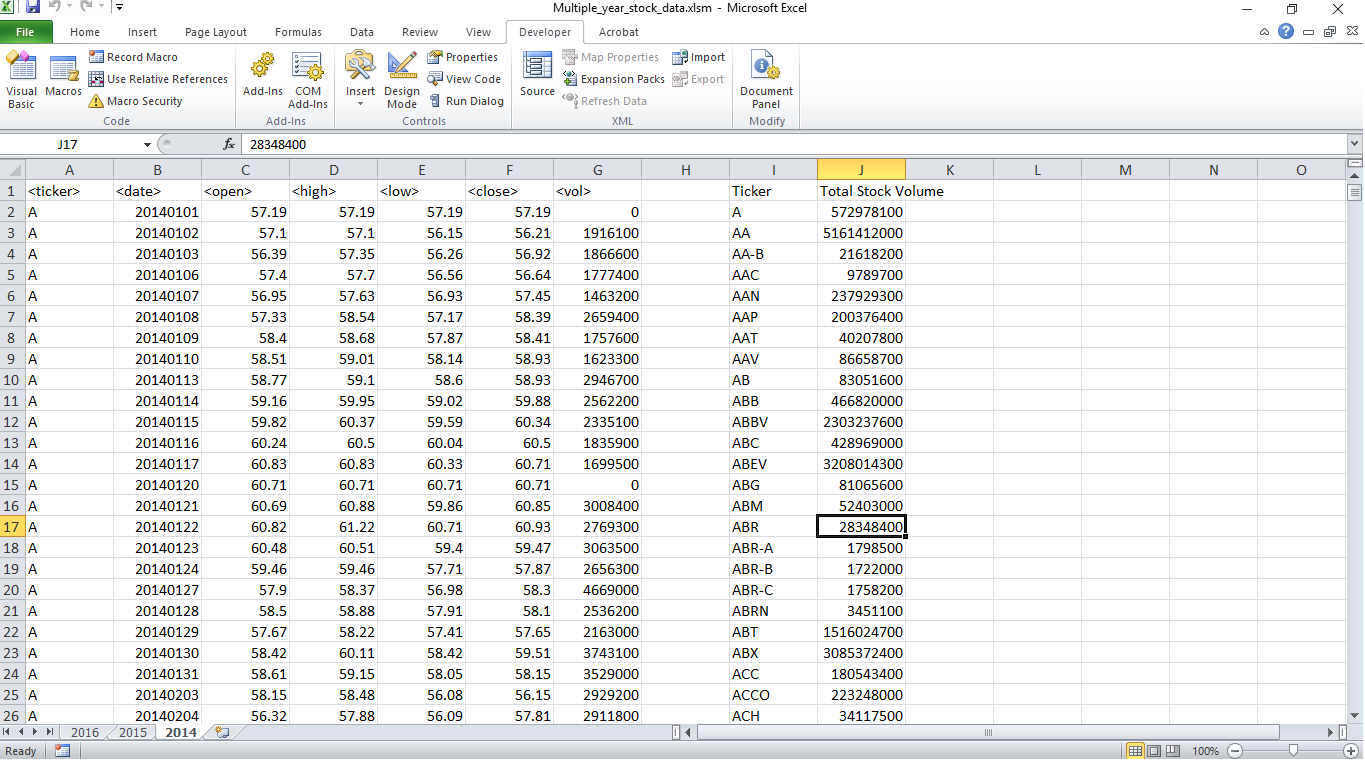 Multiple_year_stock_data.xlsm - Microsoft Excel
File Home Insert Page Layout Formulas Data Review View Developer Acrobat
Visual Basic
Macros
Record Macro
Use Relative References
Macro Security
Code
Add-Ins
COM Add-Ins
Add-Ins
Insert
Design Mode
Properties
View Code
Run Dialog
Controls
Source
Map Properties
Expansion Packs
Refresh Data
Import
Export
XML
Document Panel
Modify
J17 fx 28348400
A B C D E F G H I J K L M N O
1 <ticker> <date> <open> <high> <low> <close> <vol> Ticker Total Stock Volume
2 A 20140101 57.19 57.19 57.19 57.19 0 A 572978100
3 A 20140102 57.1 57.1 56.15 56.21 1916100 AA 5161412000
4 A 20140103 56.39 57.35 56.26 56.92 1866600 AA-B 21618200
5 A 20140106 57.4 57.7 56.56 56.64 1777400 AAC 9789700
6 A 20140107 56.95 57.63 56.93 57.45 1463200 AAN 237929300
7 A 20140108 57.33 58.54 57.17 58.39 2659400 AAP 200376400
8 A 20140109 58.4 58.68 57.87 58.41 1757600 AAT 40207800
9 A 20140110 58.51 59.01 58.14 58.93 1623300 AAV 86658700
10 A 20140113 58.77 59.1 58.6 58.93 2946700 AB 83051600
11 A 20140114 59.16 59.95 59.02 59.88 2562200 ABB 466820000
12 A 20140115 59.82 60.37 59.59 60.34 2335100 ABBV 2303237600
13 A 20140116 60.24 60.5 60.04 60.5 1835900 ABC 428969000
14 A 20140117 60.83 60.83 60.33 60.71 1699500 ABEV 3208014300
15 A 20140120 60.71 60.71 60.71 60.71 0 ABG 81065600
16 A 20140121 60.69 60.88 59.86 60.85 3008400 ABM 52403000
17 A 20140122 60.82 61.22 60.71 60.93 2769300 ABR 28348400
18 A 20140123 60.48 60.51 59.4 59.47 3063500 ABR-A 1798500
19 A 20140124 59.46 59.46 57.71 57.87 2656300 ABR-B 1722000
20 A 20140127 57.9 58.37 56.98 58.3 4669000 ABR-C 1758200
21 A 20140128 58.5 58.88 57.91 58.1 2536200 ABRN 3451100
22 A 20140129 57.67 58.22 57.41 57.65 2163000 ABT 1516024700
23 A 20140130 58.42 60.11 58.42 59.51 3743100 ABX 3085372400
24 A 20140131 58.61 59.15 58.05 58.15 3529000 ACC 180543400
25 A 20140203 58.15 58.48 56.08 56.15 2929200 ACCO 223248000
26 A 20140204 56.32 57.88 56.09 57.81 2911800 ACH 34117500
2016 2015 2014
Ready 100%